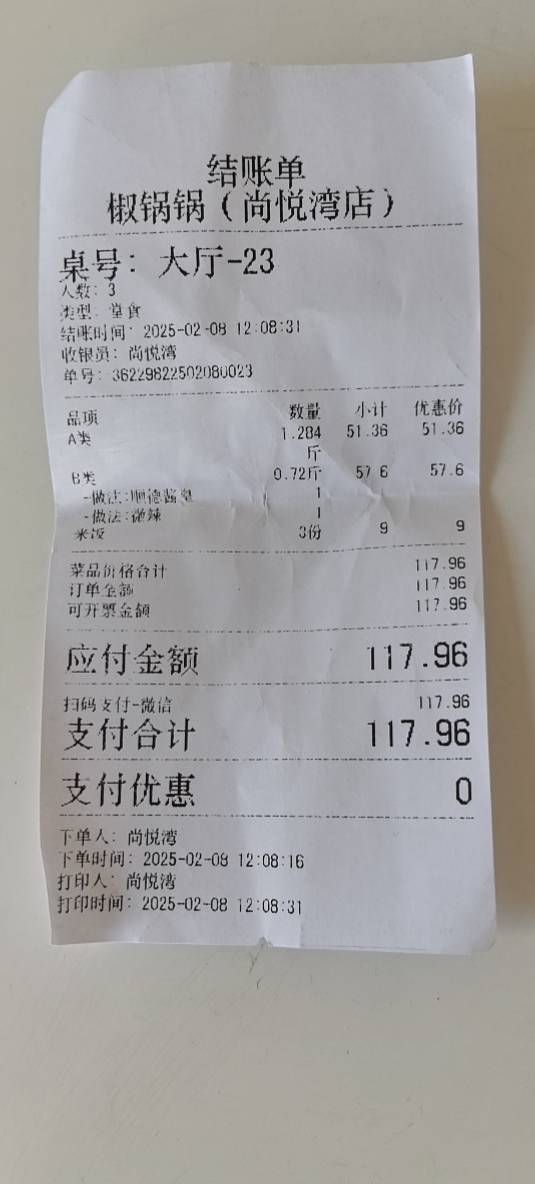 结账单
椒锅锅（尚悦湾店）
桌号：大厅-23
人数：3
类型：堂食
结账时间：2025-02-08 12:08:31
收银员：尚悦湾
单号：36229822502080023
品项 数量 小计 优惠价
A类 1.284 51.36 51.36
斤
B类 0.72斤 57.6 57.6
-做法:顺德酱皇 1
-做法:微辣 1
米饭 3份 9 9
菜品价格合计 117.96
订单金额 117.96
可开票金额 117.96
应付金额 117.96
扫码支付-微信 117.96
支付合计 117.96
支付优惠 0
下单人：尚悦湾
下单时间：2025-02-08 12:08:16
打印人：尚悦湾
打印时间：2025-02-08 12:08:31